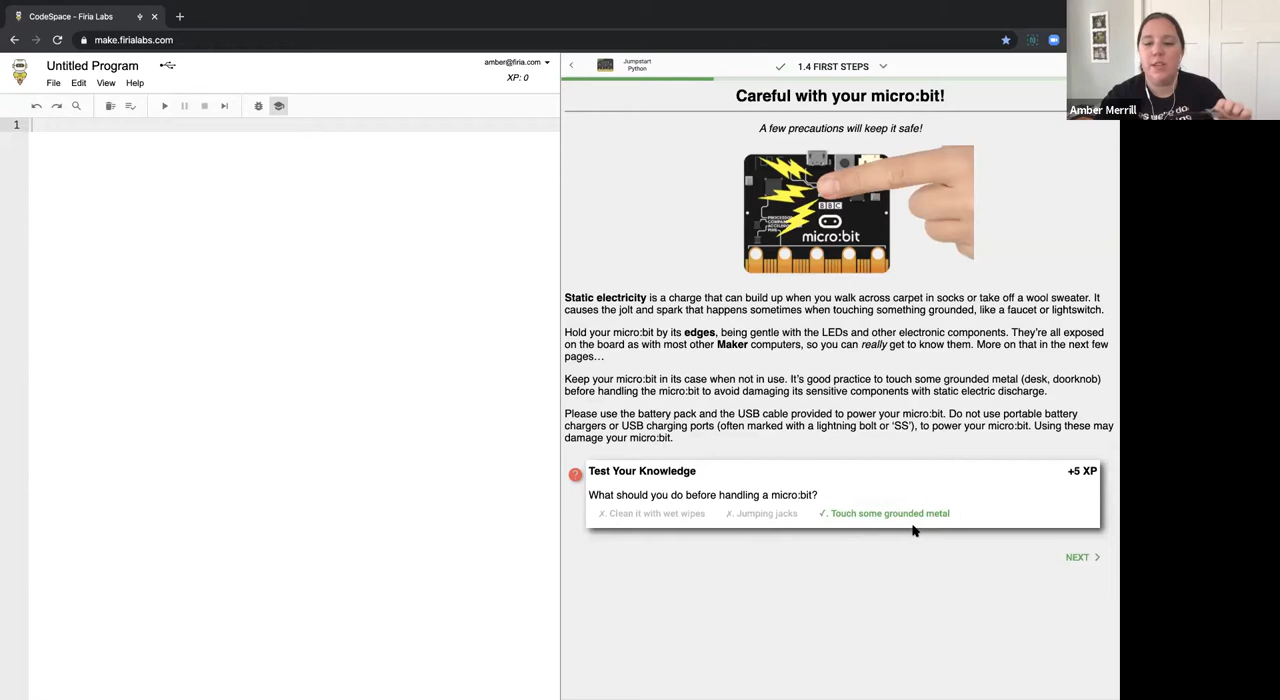 CodeSpace - Firia Labs
make.firialabs.com
Untitled Program
File Edit View Help
amber@firia.com
XP: 0
1
Jumpstart
Python
1.4 FIRST STEPS
Careful with your micro:bit!
A few precautions will keep it safe!
BBC
micro:bit
Static electricity is a charge that can build up when you walk across carpet in socks or take off a wool sweater. It
causes the jolt and spark that happens sometimes when touching something grounded, like a faucet or lightswitch.
Hold your micro:bit by its edges, being gentle with the LEDs and other electronic components. They're all exposed
on the board as with most other Maker computers, so you can really get to know them. More on that in the next few
pages…
Keep your micro:bit in its case when not in use. It's good practice to touch some grounded metal (desk, doorknob)
before handling the micro:bit to avoid damaging its sensitive components with static electric discharge.
Please use the battery pack and the USB cable provided to power your micro:bit. Do not use portable battery
chargers or USB charging ports (often marked with a lightning bolt or 'SS'), to power your micro:bit. Using these may
damage your micro:bit.
?
Test Your Knowledge
+5 XP
What should you do before handling a micro:bit?
✗. Clean it with wet wipes ✗. Jumping jacks ✓. Touch some grounded metal
NEXT
Amber Merrill